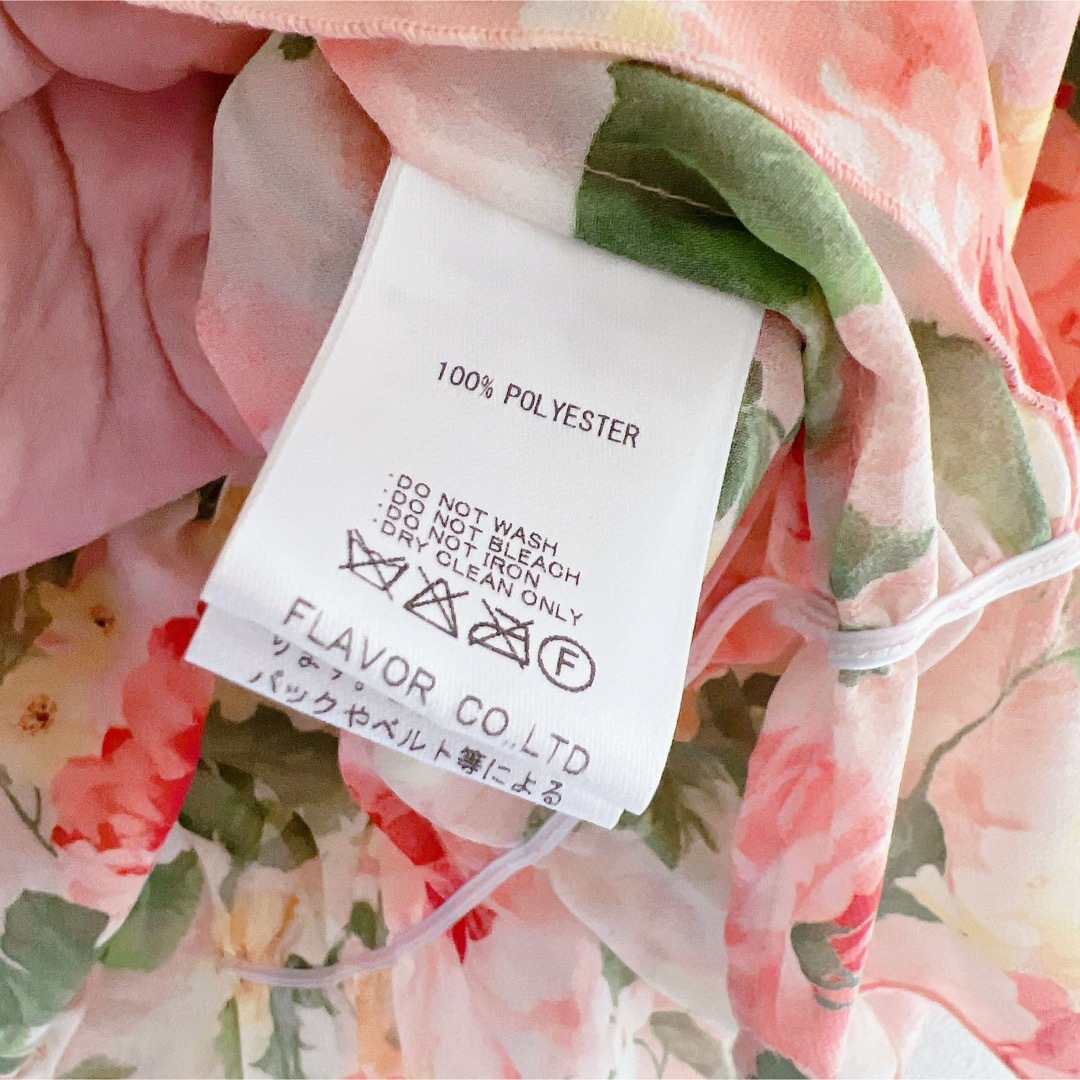 100% POLYESTER
:DO NOT WASH
:DO NOT BLEACH
:DO NOT IRON
DRY CLEAN ONLY
F
FLAVOR CO.,LTD
バックやベルト等による